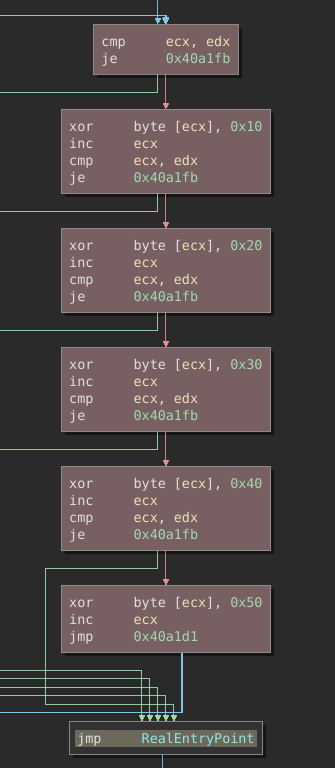 cmp ecx, edx
je 0x40a1fb
xor byte [ecx], 0x10
inc ecx
cmp ecx, edx
je 0x40a1fb
xor byte [ecx], 0x20
inc ecx
cmp ecx, edx
je 0x40a1fb
xor byte [ecx], 0x30
inc ecx
cmp ecx, edx
je 0x40a1fb
xor byte [ecx], 0x40
inc ecx
cmp ecx, edx
je 0x40a1fb
xor byte [ecx], 0x50
inc ecx
jmp 0x40a1d1
jmp RealEntryPoint